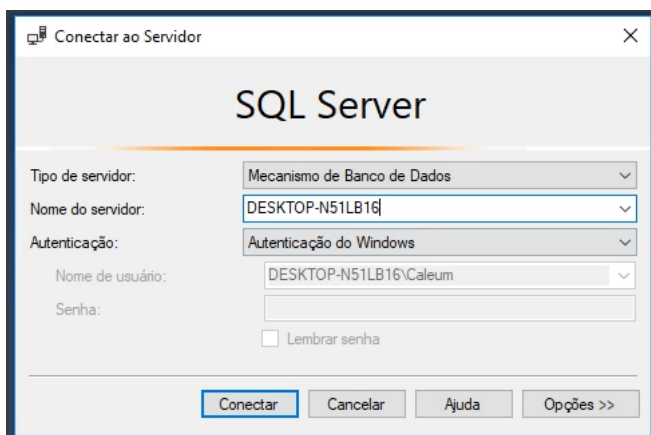 Conectar ao Servidor
SQL Server
Tipo de servidor: Mecanismo de Banco de Dados
Nome do servidor: DESKTOP-N51LB16
Autenticação: Autenticação do Windows
Nome de usuário: DESKTOP-N51LB16\Caleum
Senha:
Lembrar senha
Conectar Cancelar Ajuda Opções >>